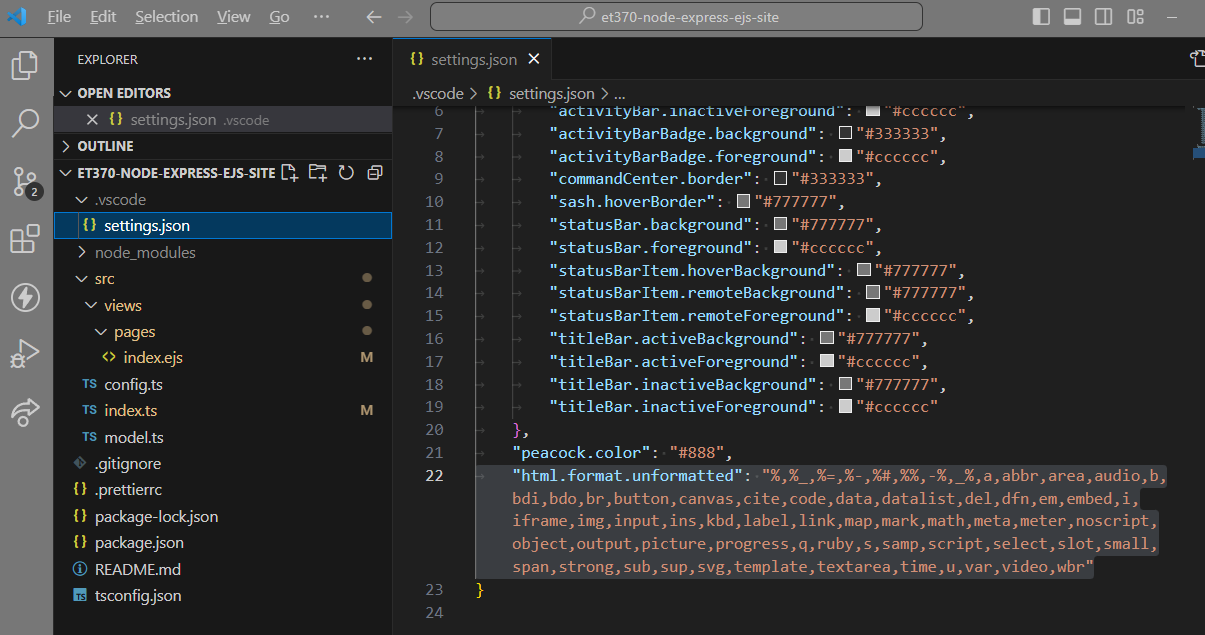 File Edit Selection View Go ··· et370-node-express-ejs-site
EXPLORER ···
OPEN EDITORS
settings.json .vscode
OUTLINE
ET370-NODE-EXPRESS-EJS-SITE
.vscode
{} settings.json
node_modules
src
views
pages
<> index.ejs M
TS config.ts
TS index.ts M
TS model.ts
.gitignore
{} .prettierrc
{} package-lock.json
{} package.json
README.md
TS tsconfig.json
2
{} settings.json
.vscode > {} settings.json > ...
6 "activityBar.inactiveForeground": "#cccccc",
7 "activityBarBadge.background": "#333333",
8 "activityBarBadge.foreground": "#cccccc",
9 "commandCenter.border": "#333333",
10 "sash.hoverBorder": "#777777",
11 "statusBar.background": "#777777",
12 "statusBar.foreground": "#cccccc",
13 "statusBarItem.hoverBackground": "#777777",
14 "statusBarItem.remoteBackground": "#777777",
15 "statusBarItem.remoteForeground": "#cccccc",
16 "titleBar.activeBackground": "#777777",
17 "titleBar.activeForeground": "#cccccc",
18 "titleBar.inactiveBackground": "#777777",
19 "titleBar.inactiveForeground": "#cccccc"
20 },
21 "peacock.color": "#888",
22 "html.format.unformatted": "%,%_,%=,%-,%#,%%,-%,_%,a,abbr,area,audio,b,
bdi,bdo,br,button,canvas,cite,code,data,datalist,del,dfn,em,embed,i,
iframe,img,input,ins,kbd,label,link,map,mark,math,meta,meter,noscript,
object,output,picture,progress,q,ruby,s,samp,script,select,slot,small,
span,strong,sub,sup,svg,template,textarea,time,u,var,video,wbr"
23 }
24